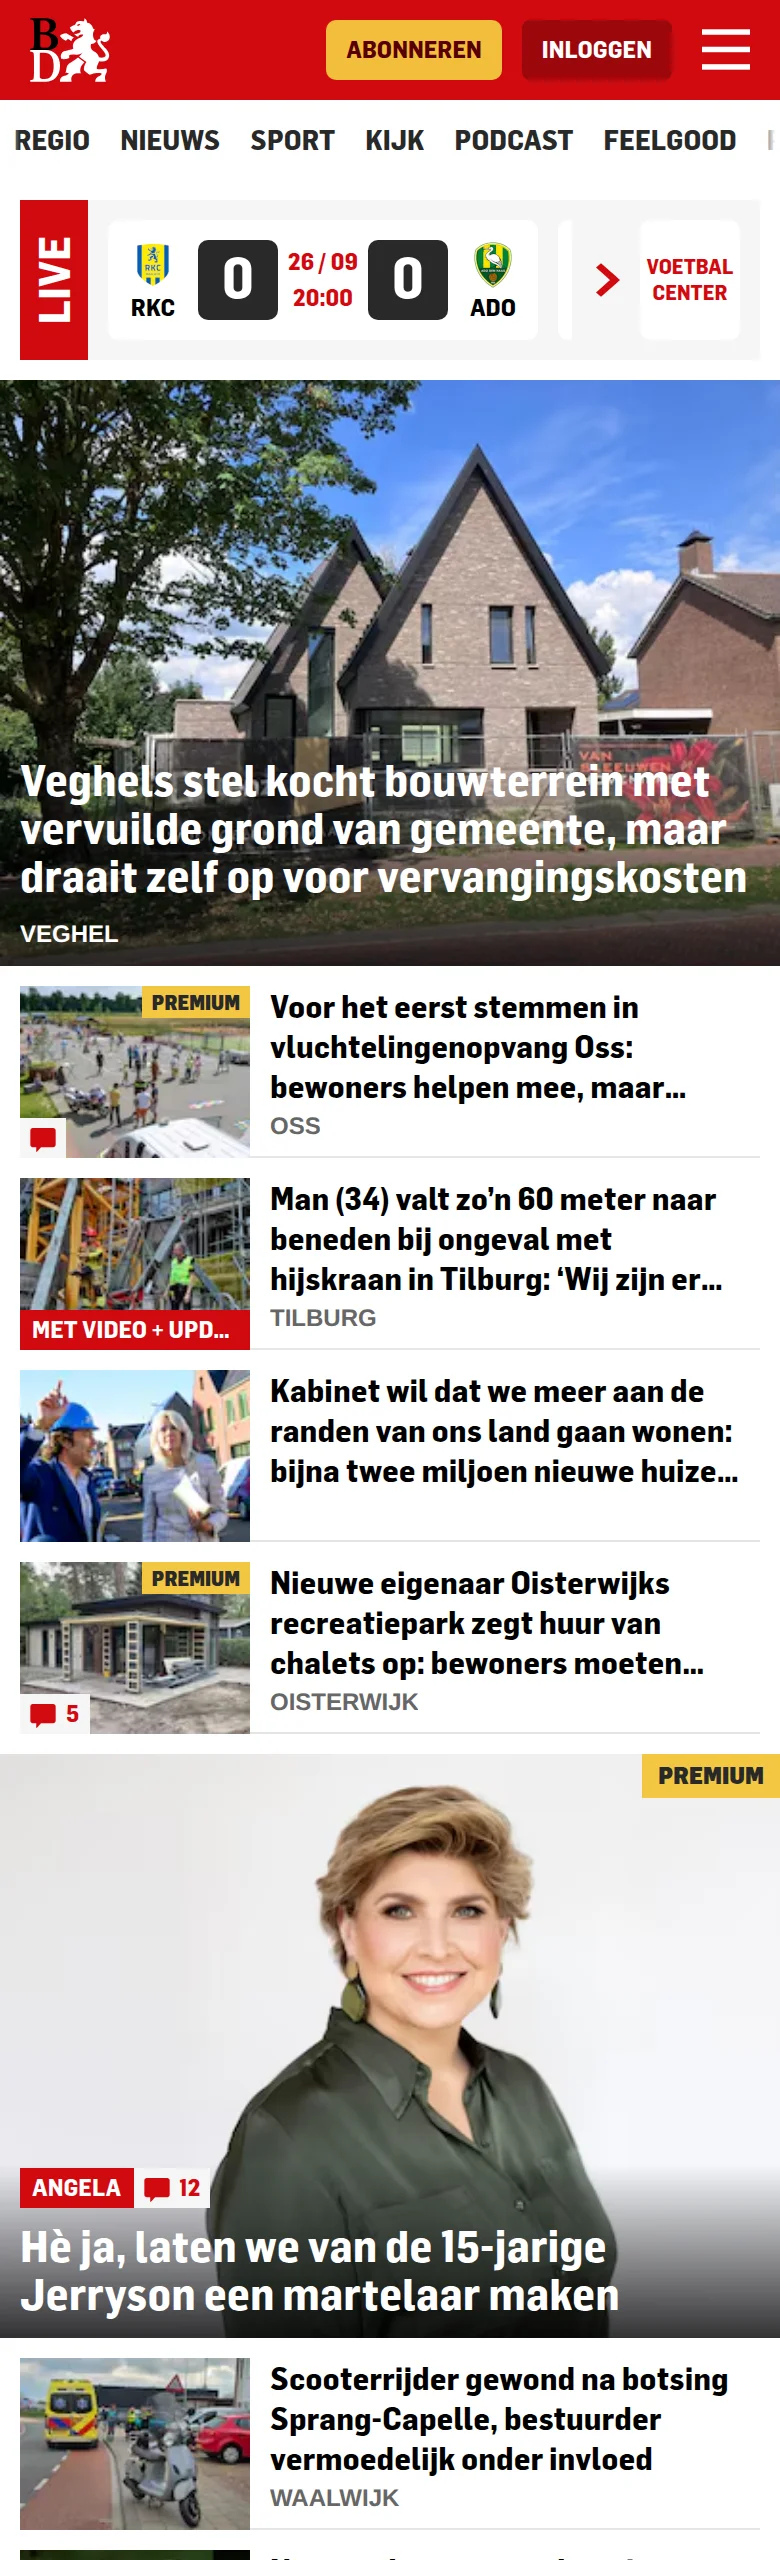 B
D
ABONNEREN
INLOGGEN
REGIO NIEUWS SPORT KIJK PODCAST FEELGOOD
LIVE
RKC
0
26 / 09
20:00
0
ADO
VOETBAL
CENTER
Veghels stel kocht bouwterrein met
vervuilde grond van gemeente, maar
draait zelf op voor vervangingskosten
VEGHEL
PREMIUM
Voor het eerst stemmen in
vluchtelingenopvang Oss:
bewoners helpen mee, maar...
OSS
Man (34) valt zo’n 60 meter naar
beneden bij ongeval met
hijskraan in Tilburg: ‘Wij zijn er...
TILBURG
MET VIDEO + UPD...
Kabinet wil dat we meer aan de
randen van ons land gaan wonen:
bijna twee miljoen nieuwe huize...
PREMIUM
5
Nieuwe eigenaar Oisterwijks
recreatiepark zegt huur van
chalets op: bewoners moeten...
OISTERWIJK
PREMIUM
ANGELA
12
Hè ja, laten we van de 15-jarige
Jerryson een martelaar maken
Scooterrijder gewond na botsing
Sprang-Capelle, bestuurder
vermoedelijk onder invloed
WAALWIJK